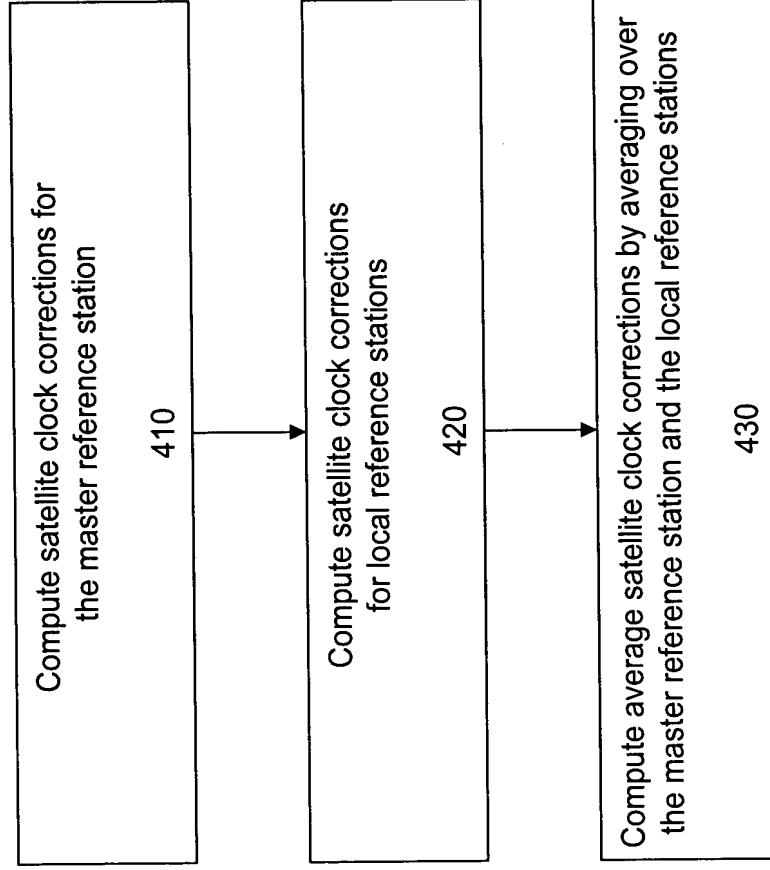 Compute satellite clock corrections for
the master reference station
410
Compute satellite clock corrections
for local reference stations
420
Compute average satellite clock corrections by averaging over
the master reference station and the local reference stations
430